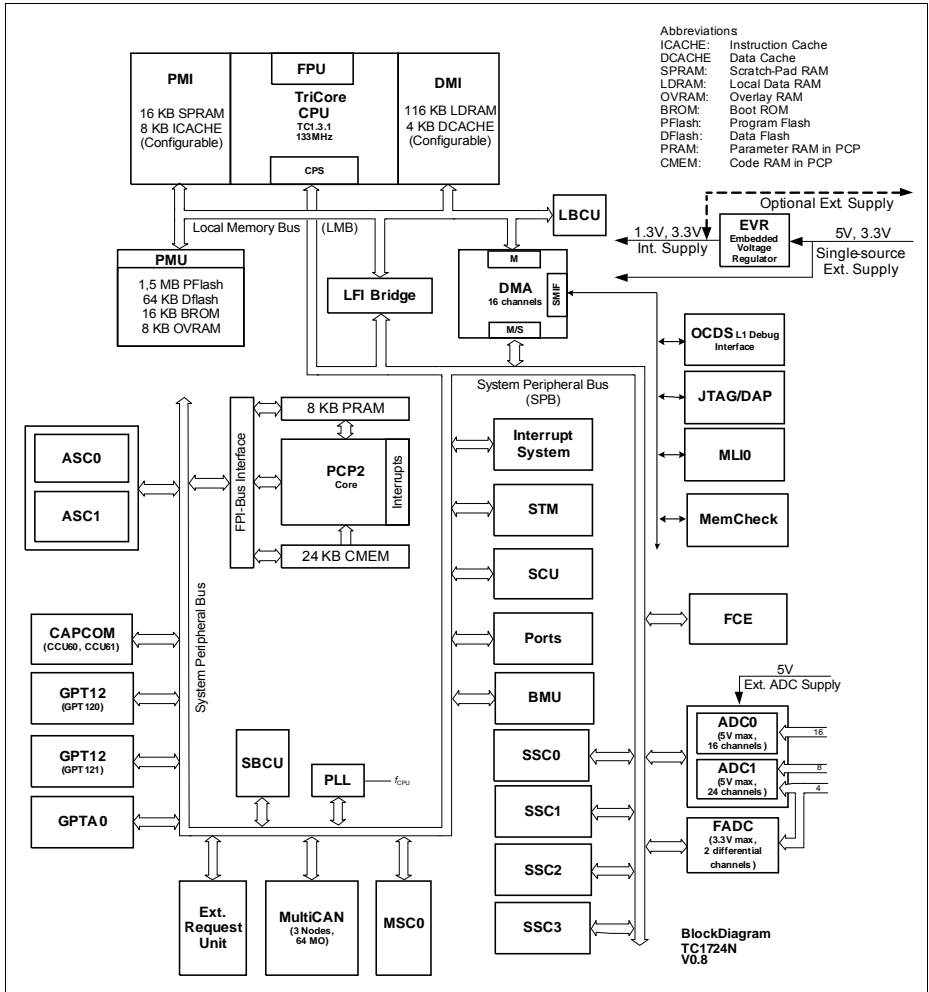 Abbreviations
ICACHE: Instruction Cache
DCACHE Data Cache
SPRAM: Scratch-Pad RAM
LDRAM: Local Data RAM
OVRAM: Overlay RAM
BROM: Boot ROM
PFlash: Program Flash
DFlash: Data Flash
PRAM: Parameter RAM in PCP
CMEM: Code RAM in PCP
PMI
16 KB SPRAM
8 KB ICACHE
(Configurable)
FPU
TriCore
CPU
TC1.3.1
133MHz
CPS
DMI
116 KB LDRAM
4 KB DCACHE
(Configurable)
Local Memory Bus (LMB)
LBCU
Optional Ext. Supply
1.3V, 3.3V
Int. Supply
EVR
Embedded
Voltage
Regulator
5V, 3.3V
Single-source
Ext. Supply
PMU
1,5 MB PFlash
64 KB Dflash
16 KB BROM
8 KB OVRAM
LFI Bridge
M
DMA
16 channels
SMIF
M/S
OCDS L1 Debug
Interface
JTAG/DAP
MLI0
MemCheck
System Peripheral Bus
(SPB)
ASC0
ASC1
FPI-Bus Interface
8 KB PRAM
PCP2
Core
Interrupts
24 KB CMEM
Interrupt
System
STM
SCU
Ports
BMU
FCE
System Peripheral Bus
CAPCOM
(CCU60, CCU61)
GPT12
(GPT120)
GPT12
(GPT121)
GPTA0
SBCU
PLL
fCPU
SSC0
SSC1
SSC2
SSC3
5V
Ext. ADC Supply
ADC0
(5V max,
16 channels )
16
ADC1
(5V max,
24 channels )
8
4
FADC
(3.3V max,
2 differential
channels )
Ext.
Request
Unit
MultiCAN
(3 Nodes,
64 MO)
MSC0
BlockDiagram
TC1724N
V0.8